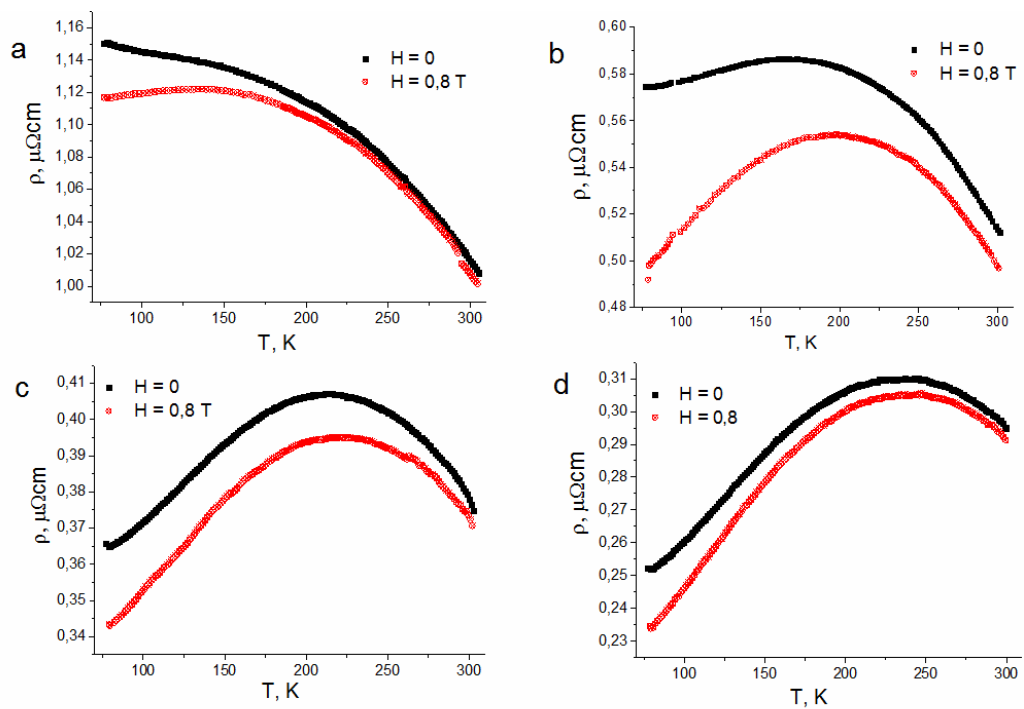 a
1,16
1,14
1,12
1,10
1,08
1,06
1,04
1,02
1,00
ρ, μΩcm
H = 0
H = 0,8 T
100
150
200
250
300
T, K
b
0,60
0,58
0,56
0,54
0,52
0,50
0,48
ρ, μΩcm
H = 0
H = 0,8 T
100
150
200
250
300
T, K
c
0,41
0,40
0,39
0,38
0,37
0,36
0,35
0,34
ρ, μΩcm
H = 0
H = 0,8 T
100
150
200
250
300
T, K
d
0,31
0,30
0,29
0,28
0,27
0,26
0,25
0,24
0,23
ρ, μΩcm
H = 0
H = 0,8
100
150
200
250
300
T, K